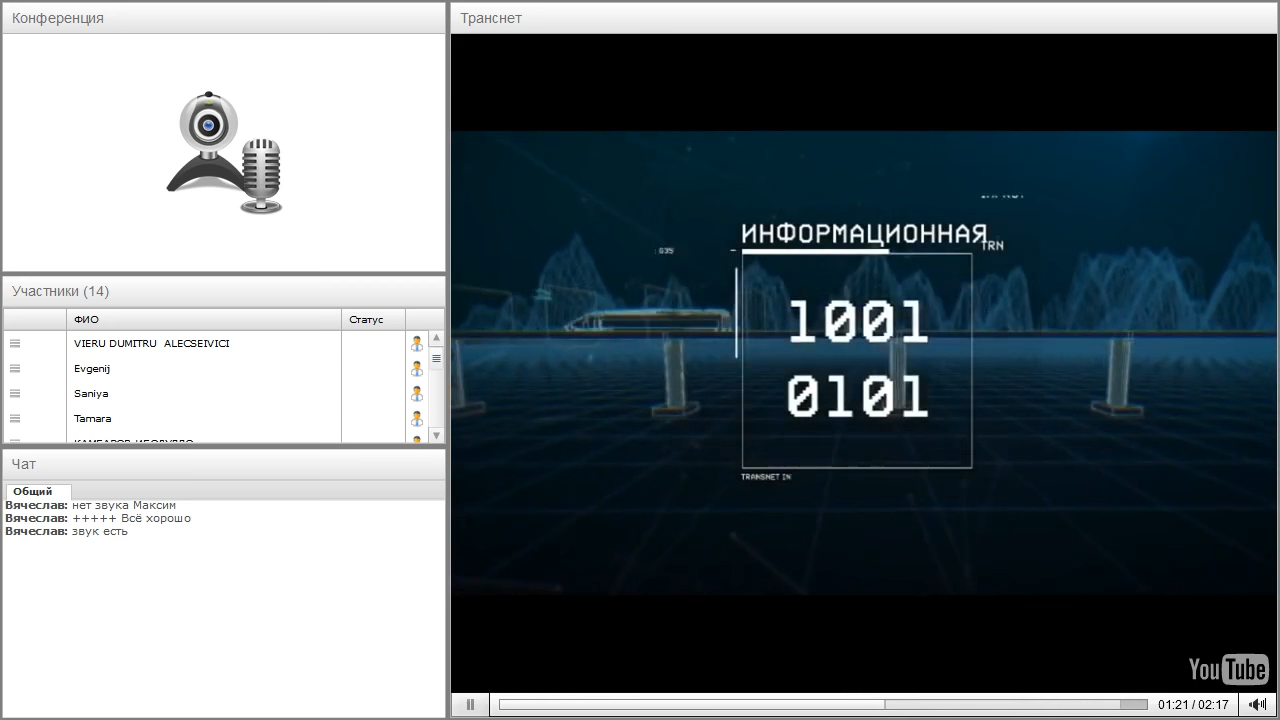 Конференция
Транснет
Участники (14)
ФИО
Статус
VIERU DUMITRU ALECSEIVICI
Evgenij
Saniya
Tamara
Чат
Общий
Вячеслав: нет звука Максим
Вячеслав: +++++ Всё хорошо
Вячеслав: звук есть
ИНФОРМАЦИОННАЯ
TRN
: 635
1001
0101
TRANSNET IN
YouTube
01:21 / 02:17